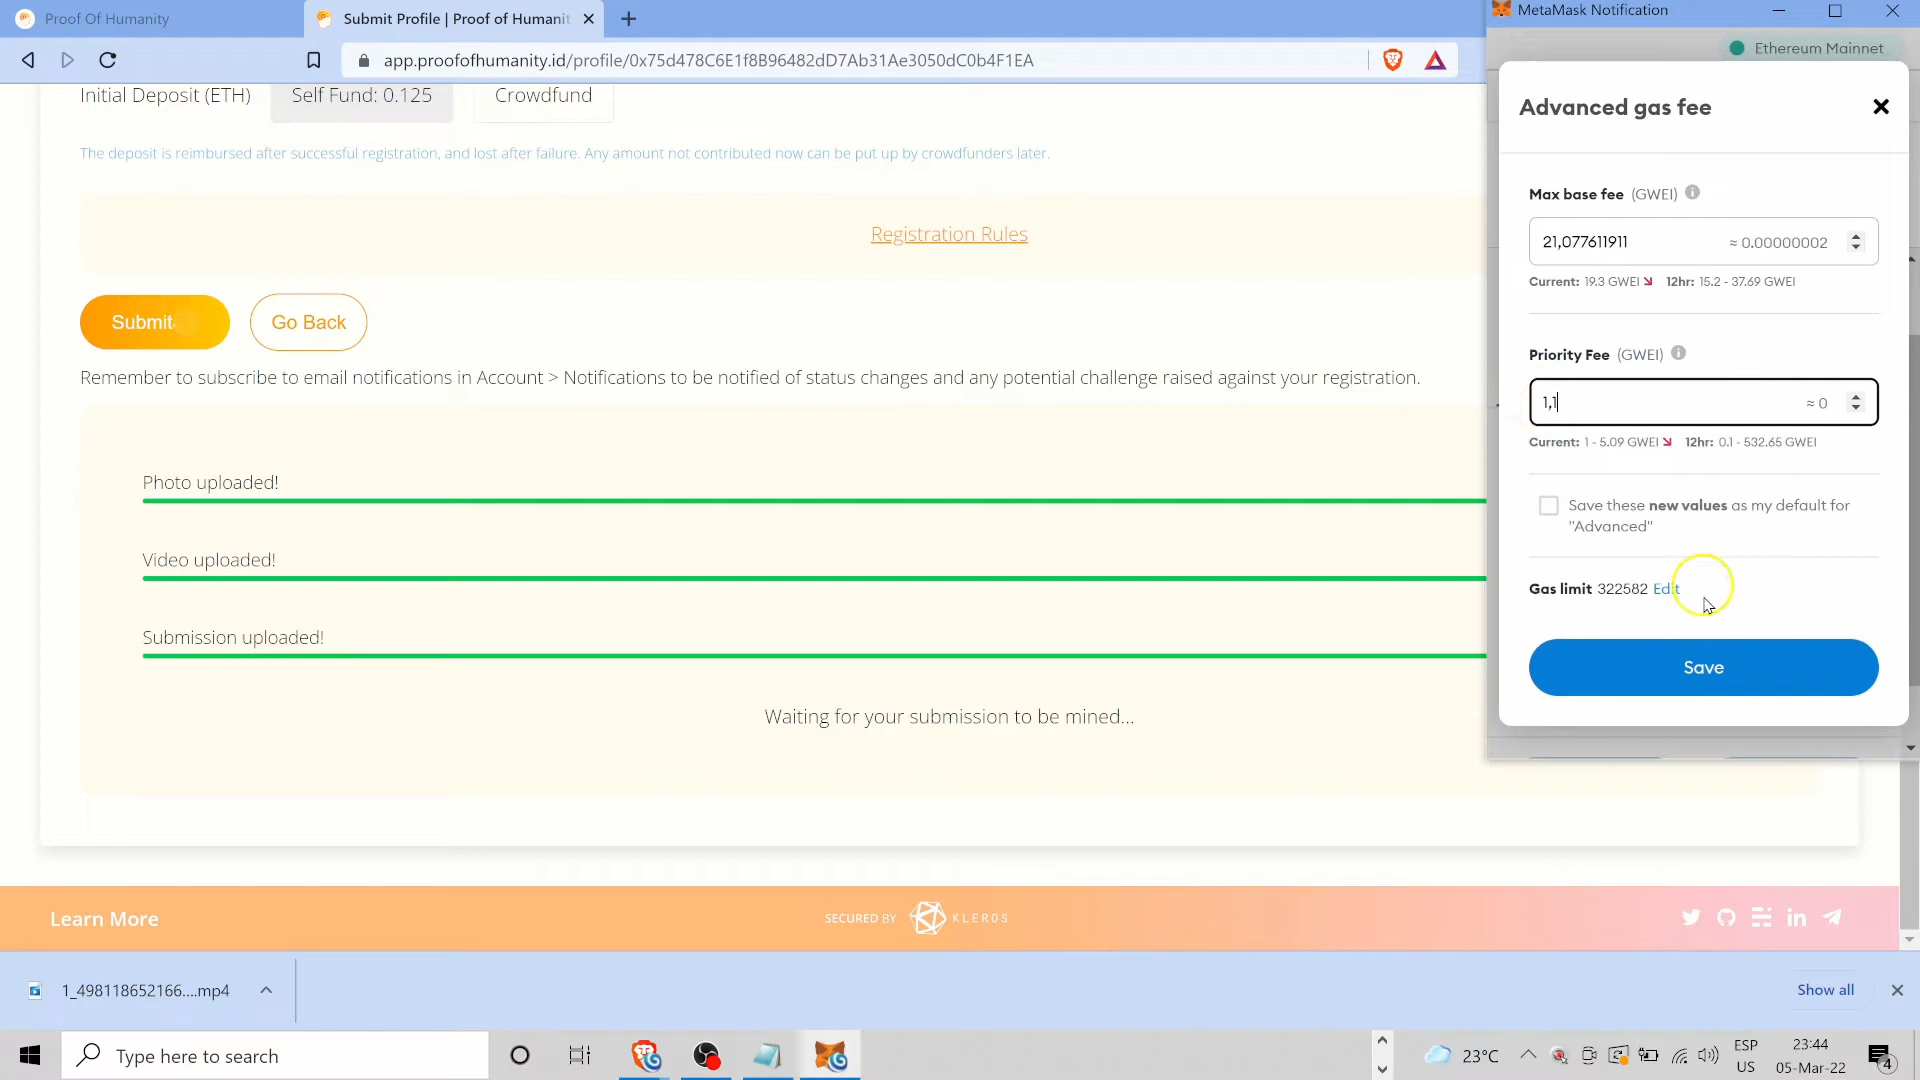 Proof Of Humanity
Submit Profile | Proof of Humanit
MetaMask Notification
app.proofofhumanity.id/profile/0x75d478C6E1f8B96482dD7Ab31Ae3050dC0b4F1EA
Ethereum Mainnet
Initial Deposit (ETH)
Self Fund: 0.125
Crowdfund
The deposit is reimbursed after successful registration, and lost after failure. Any amount not contributed now can be put up by crowdfunders later.
Registration Rules
Submit
Go Back
Remember to subscribe to email notifications in Account > Notifications to be notified of status changes and any potential challenge raised against your registration.
Photo uploaded!
Video uploaded!
Submission uploaded!
Waiting for your submission to be mined...
Advanced gas fee
Max base fee (GWEI)
21,077611911 ≈ 0.00000002
Current: 19.3 GWEI 12hr: 15.2 - 37.69 GWEI
Priority Fee (GWEI)
1,1 ≈ 0
Current: 1 - 5.09 GWEI 12hr: 0.1 - 532.65 GWEI
Save these new values as my default for
"Advanced"
Gas limit 322582 Edit
Save
Learn More
SECURED BY KLEROS
1_498118652166....mp4
Show all
Type here to search
23°C
ESP
US
23:44
05-Mar-22
4